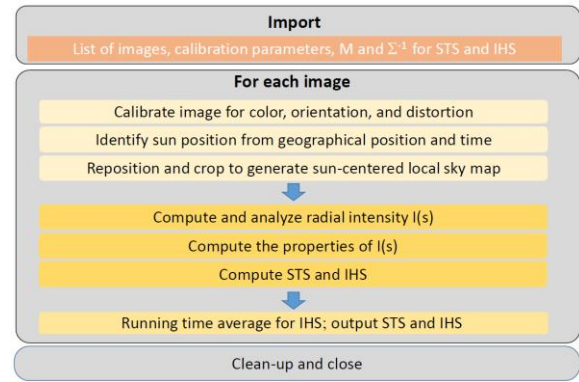 Import
List of images, calibration parameters, M and Σ⁻¹ for STS and IHS
For each image
Calibrate image for color, orientation, and distortion
Identify sun position from geographical position and time
Reposition and crop to generate sun-centered local sky map
Compute and analyze radial intensity I(s)
Compute the properties of I(s)
Compute STS and IHS
Running time average for IHS; output STS and IHS
Clean-up and close